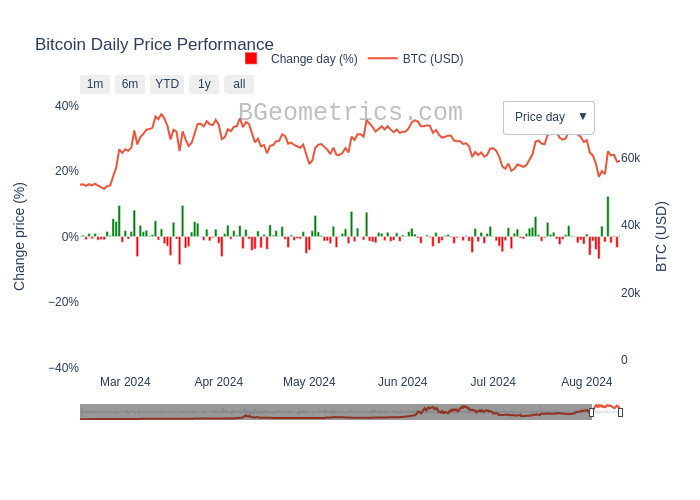 Bitcoin Daily Price Performance
Change day (%)
BTC (USD)
1m
6m
YTD
1y
all
BGeometrics.com
Price day ▼
40%
20%
0%
−20%
−40%
Change price (%)
60k
40k
20k
0
BTC (USD)
Mar 2024
Apr 2024
May 2024
Jun 2024
Jul 2024
Aug 2024